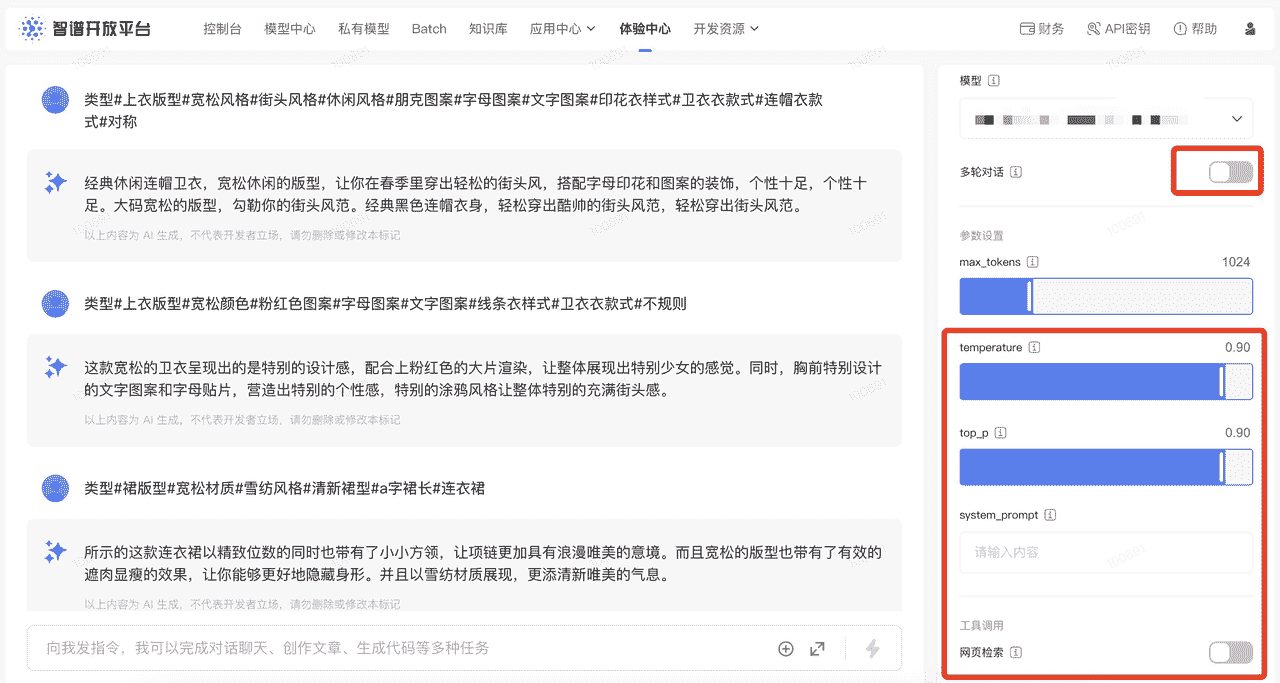 智谱开放平台
控制台 模型中心 私有模型 Batch 知识库 应用中心 体验中心 开发资源 财务 API密钥 帮助
类型#上衣版型#宽松风格#街头风格#休闲风格#朋克图案#字母图案#文字图案#印花衣样式#卫衣衣款式#连帽衣款
式#对称
经典休闲连帽卫衣，宽松休闲的版型，让你在春季里穿出轻松的街头风，搭配字母印花和图案的装饰，个性十足，个性十
足。大码宽松的版型，勾勒你的街头风范。经典黑色连帽衣身，轻松穿出酷帅的街头风范，轻松穿出街头风范。
以上内容为 AI 生成，不代表开发者立场，请勿删除或修改本标记
类型#上衣版型#宽松颜色#粉红色图案#字母图案#文字图案#线条衣样式#卫衣衣款式#不规则
这款宽松的卫衣呈现出的是特别的设计感，配合上粉红色的大片渲染，让整体展现出特别少女的感觉。同时，胸前特别设计
的文字图案和字母贴片，营造出特别的个性感，特别的涂鸦风格让整体特别的充满街头感。
以上内容为 AI 生成，不代表开发者立场，请勿删除或修改本标记
类型#裙版型#宽松材质#雪纺风格#清新裙型#a字裙长#连衣裙
所示的这款连衣裙以精致位数的同时也带有了小小方领，让项链更加具有浪漫唯美的意境。而且宽松的版型也带有了有效的
遮肉显瘦的效果，让你能够更好地隐藏身形。并且以雪纺材质展现，更添清新唯美的气息。
以上内容为 AI 生成，不代表开发者立场，请勿删除或修改本标记
向我发指令，我可以完成对话聊天、创作文章、生成代码等多种任务
模型
多轮对话
参数设置
max_tokens 1024
temperature 0.90
top_p 0.90
system_prompt
请输入内容
工具调用
网页检索